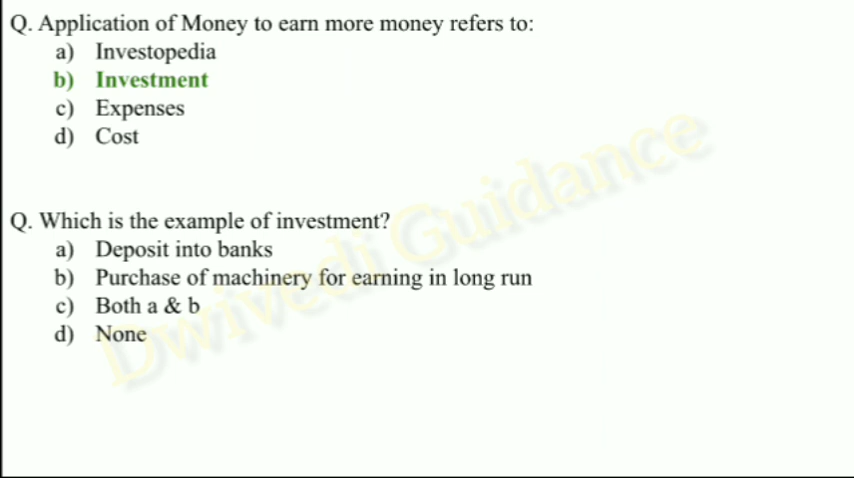 Q. Application of Money to earn more money refers to:
a) Investopedia
b) Investment
c) Expenses
d) Cost
Q. Which is the example of investment?
a) Deposit into banks
b) Purchase of machinery for earning in long run
c) Both a & b
d) None
Dwivedi Guidance